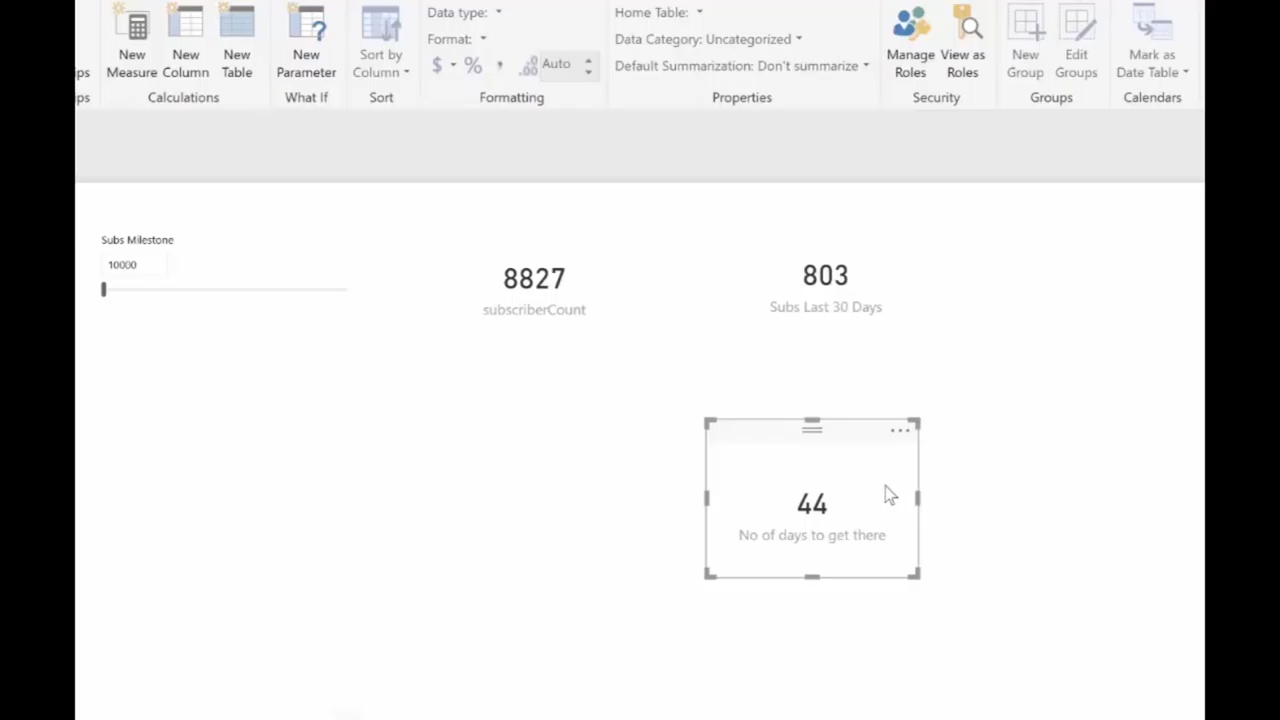 Data type:
Home Table:
New Measure
New Column
New Table
New Parameter
Sort by Column
Format:
Data Category: Uncategorized
Manage Roles
View as Roles
New Group
Edit Groups
Mark as Date Table
$ % , .00 Auto
Default Summarization: Don't summarize
ips
ips
Calculations
What If
Sort
Formatting
Properties
Security
Groups
Calendars
Subs Milestone
10000
8827
subscriberCount
803
Subs Last 30 Days
44
No of days to get there